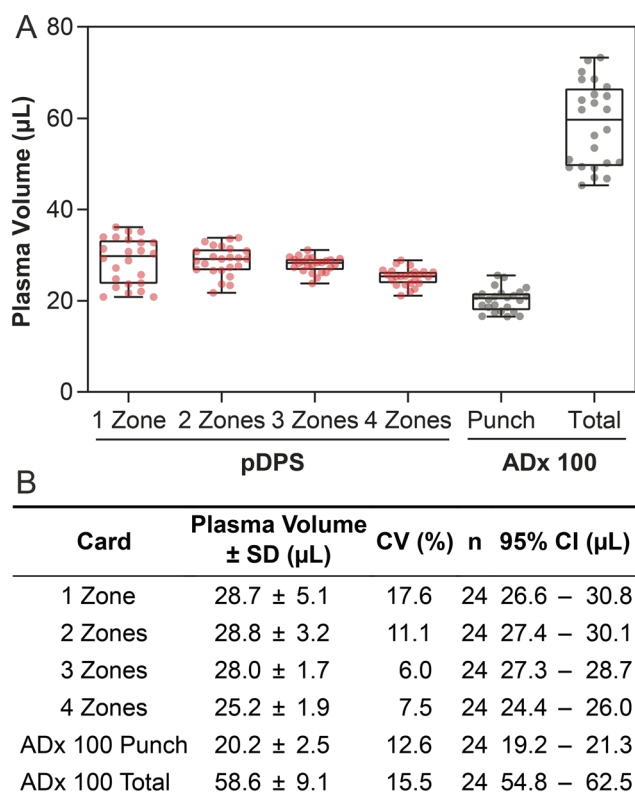 A
Plasma Volume (µL)
80
60
40
20
0
1 Zone 2 Zones 3 Zones 4 Zones Punch Total
pDPS ADx 100
B
Card Plasma Volume ± SD (µL) CV (%) n 95% CI (µL)
1 Zone 28.7 ± 5.1 17.6 24 26.6 – 30.8
2 Zones 28.8 ± 3.2 11.1 24 27.4 – 30.1
3 Zones 28.0 ± 1.7 6.0 24 27.3 – 28.7
4 Zones 25.2 ± 1.9 7.5 24 24.4 – 26.0
ADx 100 Punch 20.2 ± 2.5 12.6 24 19.2 – 21.3
ADx 100 Total 58.6 ± 9.1 15.5 24 54.8 – 62.5